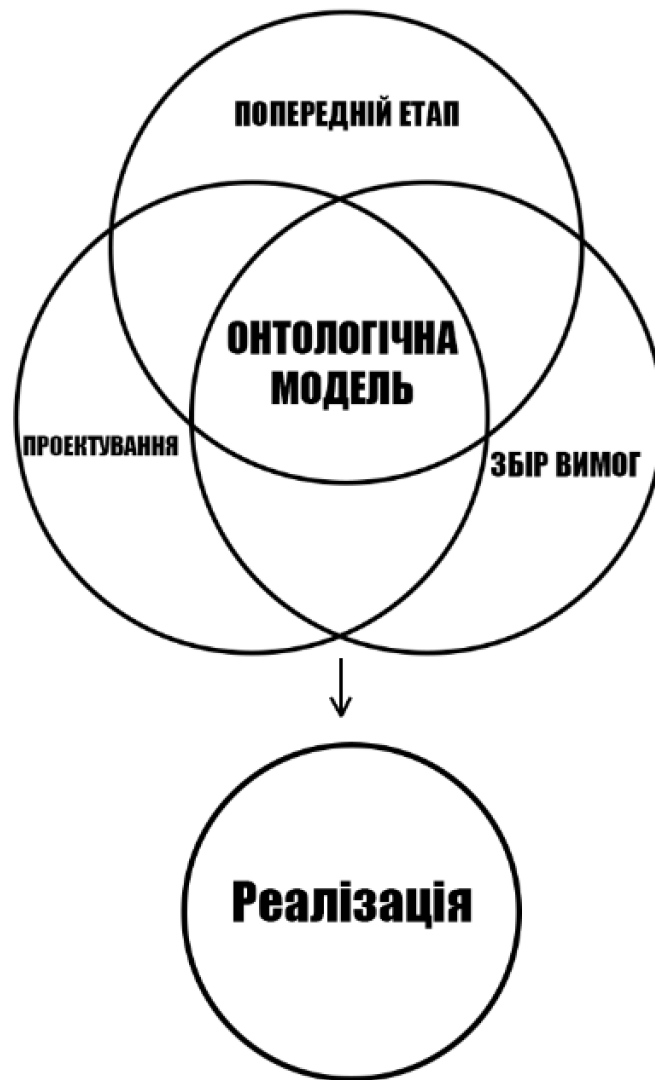 ПОПЕРЕДНІЙ ЕТАП
ОНТОЛОГІЧНА
МОДЕЛЬ
ПРОЕКТУВАННЯ
ЗБІР ВИМОГ
Реалізація